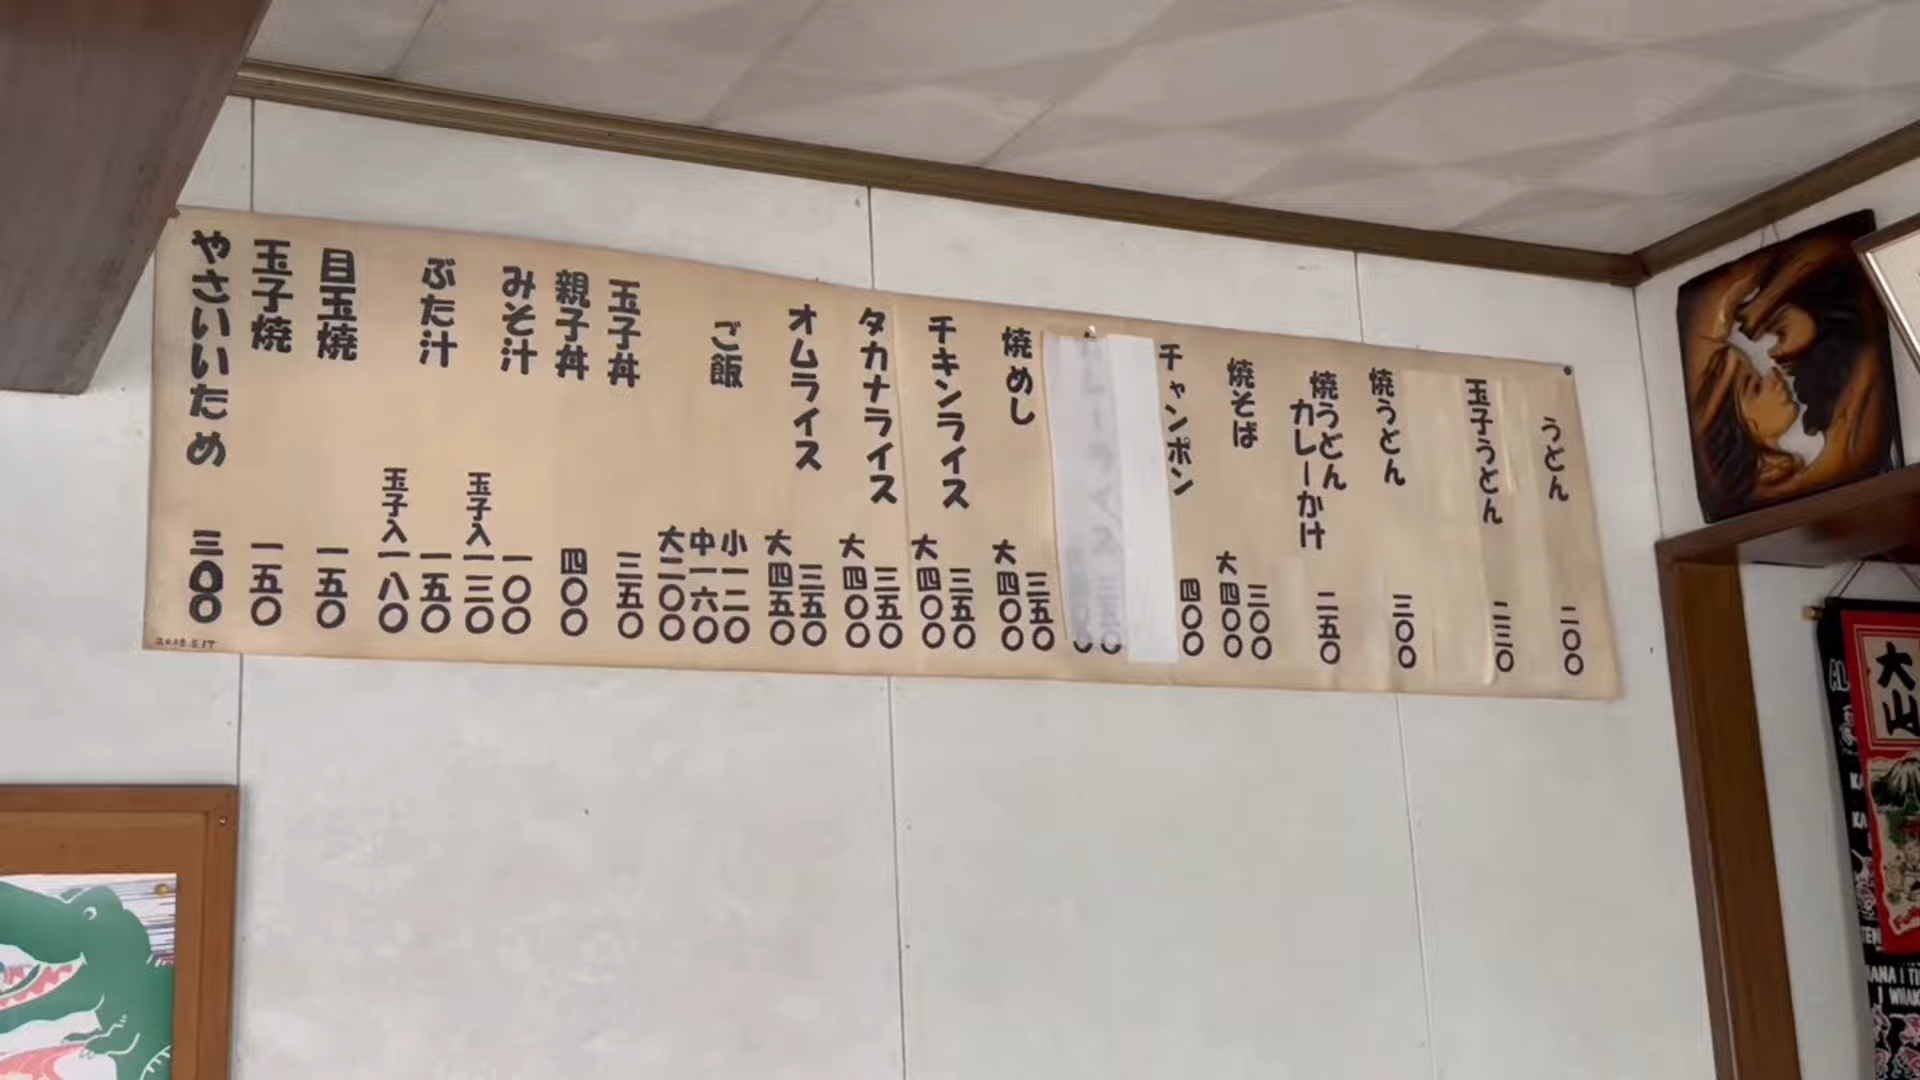 うどん 二〇〇
玉子うどん 二三〇
焼うどん 三〇〇
焼うどん
カレーかけ 二五〇
焼そば 三〇〇
大四〇〇
チャンポン 四〇〇
焼めし 三五〇
大四〇〇
チキンライス 三五〇
大四〇〇
タカナライス 三五〇
大四〇〇
オムライス 三五〇
大四五〇
ご飯 小一二〇
中一六〇
大二〇〇
玉子丼 三五〇
親子丼 四〇〇
みそ汁 一〇〇
玉子入一三〇
ぶた汁 一五〇
玉子入一八〇
目玉焼 一五〇
玉子焼 一五〇
やさいいため 三〇〇
大
山